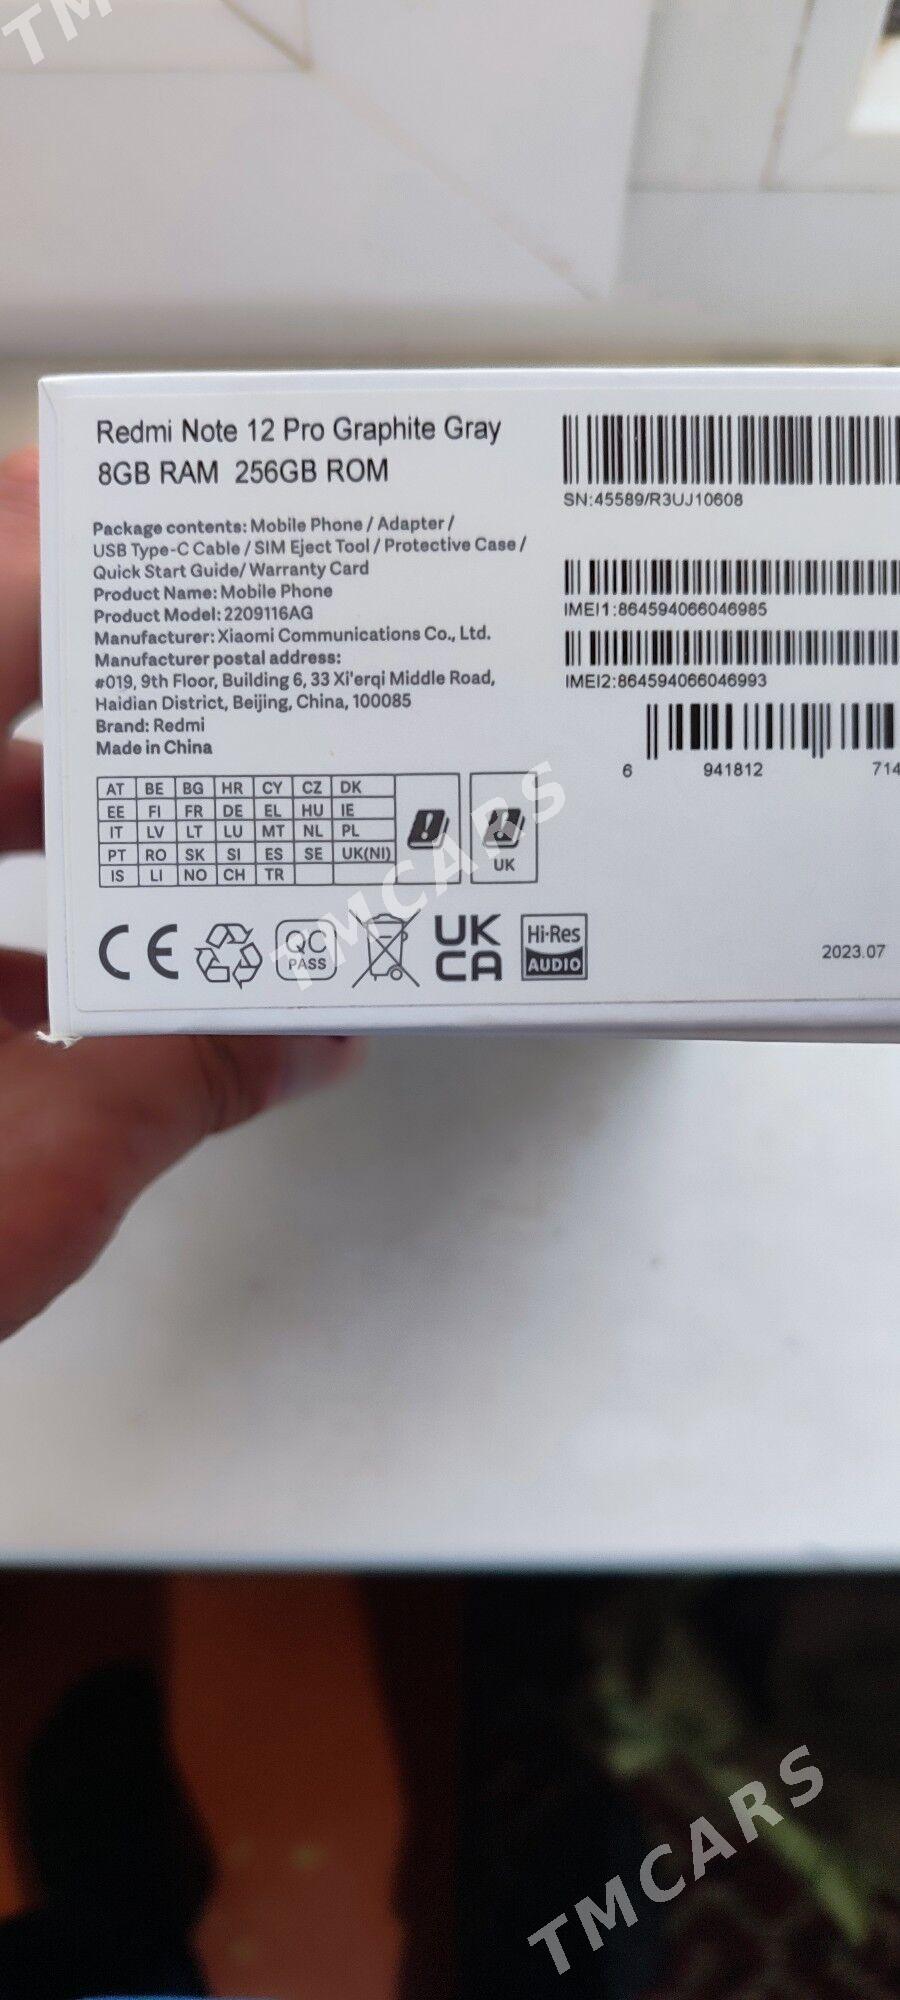 TM
Redmi Note 12 Pro Graphite Gray
8GB RAM 256GB ROM
Package contents: Mobile Phone / Adapter /
USB Type-C Cable / SIM Eject Tool / Protective Case /
Quick Start Guide/ Warranty Card
Product Name: Mobile Phone
Product Model: 2209116AG
Manufacturer: Xiaomi Communications Co., Ltd.
Manufacturer postal address:
#019, 9th Floor, Building 6, 33 Xi'erqi Middle Road,
Haidian District, Beijing, China, 100085
Brand: Redmi
Made in China
SN:45589/R3UJ10608
IMEI1:864594066046985
IMEI2:864594066046993
6 941812 714
AT BE BG HR CY CZ DK
EE FI FR DE EL HU IE
IT LV LT LU MT NL PL
PT RO SK SI ES SE UK(NI)
IS LI NO CH TR
UK
CE
QC
PASS
UK
CA
Hi-Res
AUDIO
2023.07
TMCARS
TMCARS